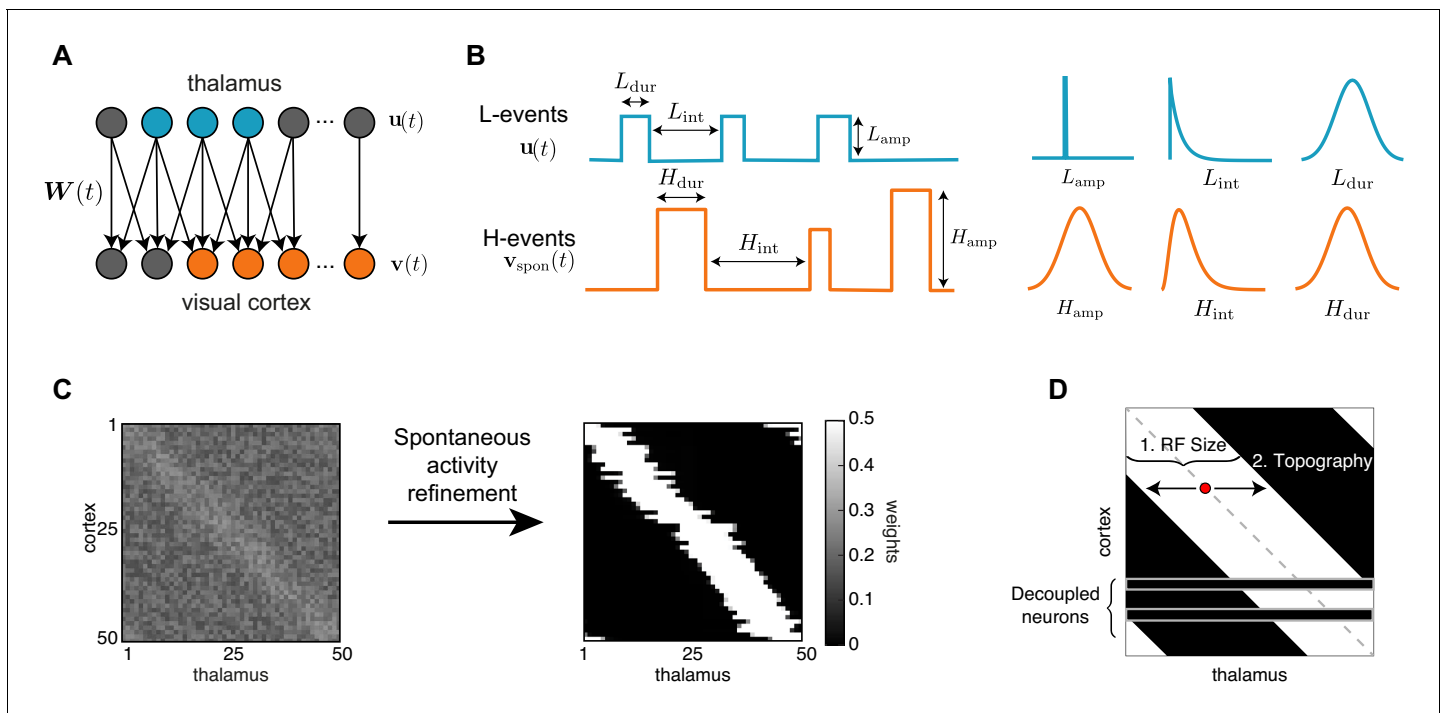 A
thalamus
... ... u(t)
W(t)
... ... v(t)
visual cortex
B
L-events
u(t)
L_dur
L_int
L_amp
H-events
v_spon(t)
H_dur
H_int
H_amp
L_amp L_int L_dur
H_amp H_int H_dur
C
1
25
50
cortex
1 25 50
thalamus
Spontaneous
activity
refinement
1 25 50
thalamus
0.5
0.4
0.3
0.2
0.1
0
weights
D
1. RF Size
2. Topography
cortex
Decoupled
neurons
thalamus